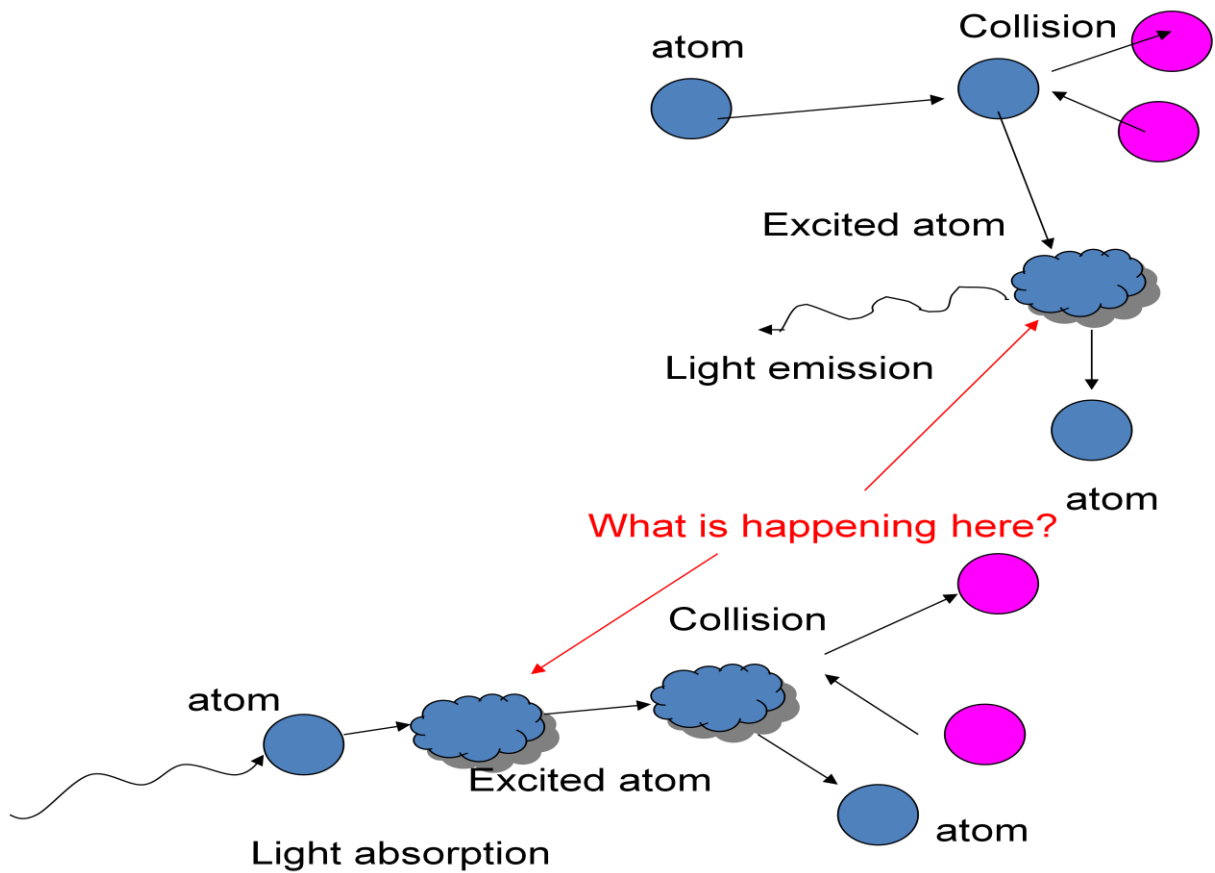 Collision
atom
Excited atom
Light emission
atom
What is happening here?
Collision
atom
Excited atom
atom
Light absorption